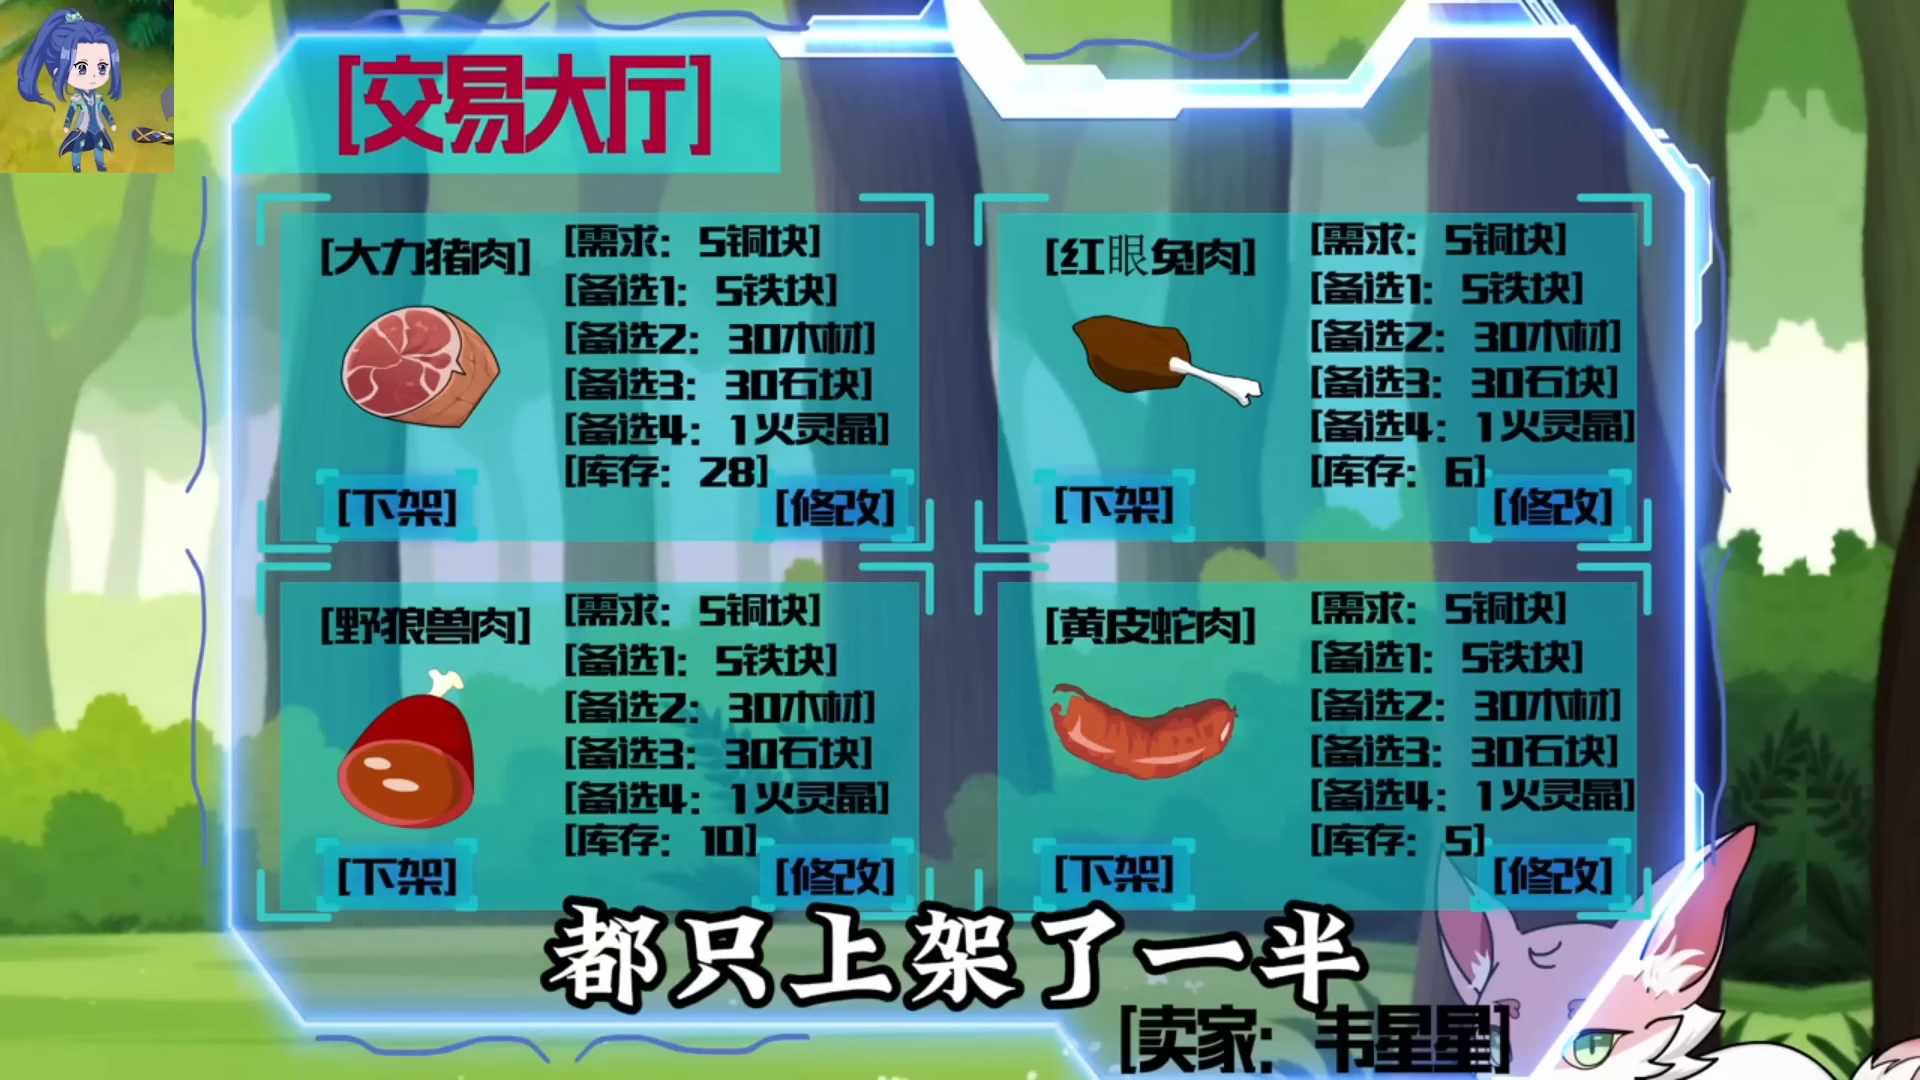 [交易大厅]
[大力猪肉]
[需求：5铜块]
[备选1：5铁块]
[备选2：30木材]
[备选3：30石块]
[备选4：1火灵晶]
[库存：28]
[下架]
[修改]
[红眼兔肉]
[需求：5铜块]
[备选1：5铁块]
[备选2：30木材]
[备选3：30石块]
[备选4：1火灵晶]
[库存：6]
[下架]
[修改]
[野狼兽肉]
[需求：5铜块]
[备选1：5铁块]
[备选2：30木材]
[备选3：30石块]
[备选4：1火灵晶]
[库存：10]
[下架]
[修改]
[黄皮蛇肉]
[需求：5铜块]
[备选1：5铁块]
[备选2：30木材]
[备选3：30石块]
[备选4：1火灵晶]
[库存：5]
[下架]
[修改]
都只上架了一半
[卖家：韦星星]